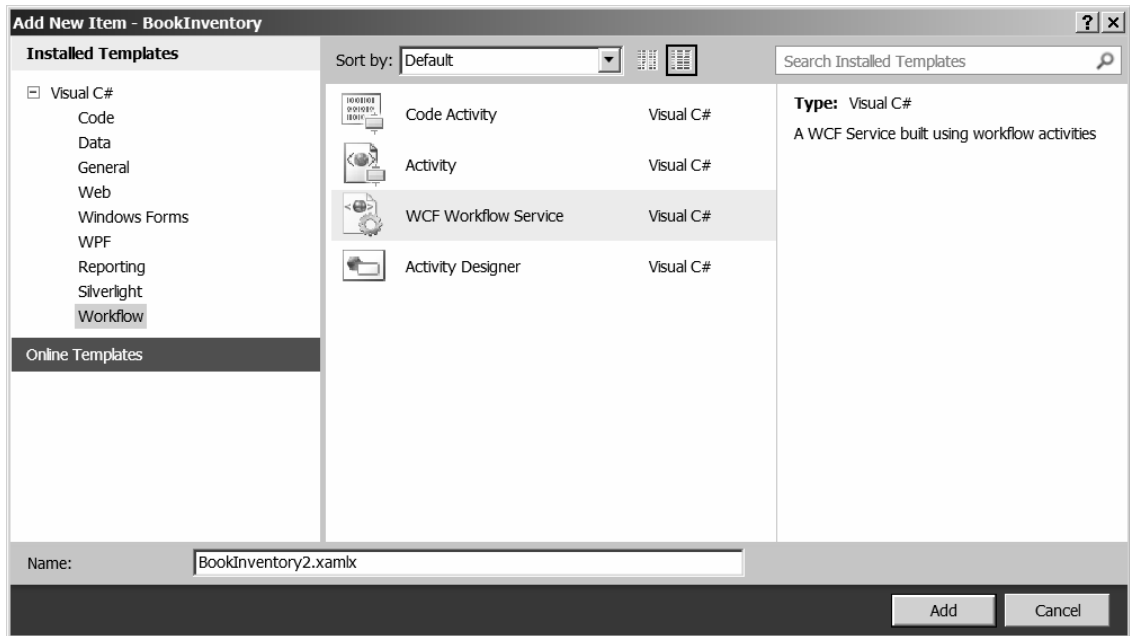 Add New Item - BookInventory
? ×
Installed Templates
Sort by: Default
Search Installed Templates
Visual C#
Code
Data
General
Web
Windows Forms
WPF
Reporting
Silverlight
Workflow
Online Templates
Code Activity Visual C#
Activity Visual C#
WCF Workflow Service Visual C#
Activity Designer Visual C#
Type: Visual C#
A WCF Service built using workflow activities
Name: BookInventory2.xamlx
Add Cancel